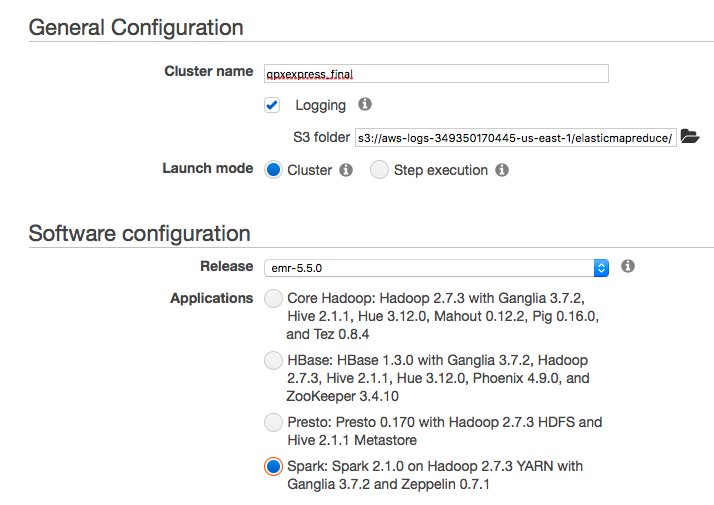 General Configuration
Cluster name qpxexpress_final
Logging
S3 folder s3://aws-logs-349350170445-us-east-1/elasticmapreduce/
Launch mode Cluster Step execution
Software configuration
Release emr-5.5.0
Applications Core Hadoop: Hadoop 2.7.3 with Ganglia 3.7.2,
Hive 2.1.1, Hue 3.12.0, Mahout 0.12.2, Pig 0.16.0,
and Tez 0.8.4
HBase: HBase 1.3.0 with Ganglia 3.7.2, Hadoop
2.7.3, Hive 2.1.1, Hue 3.12.0, Phoenix 4.9.0, and
ZooKeeper 3.4.10
Presto: Presto 0.170 with Hadoop 2.7.3 HDFS and
Hive 2.1.1 Metastore
Spark: Spark 2.1.0 on Hadoop 2.7.3 YARN with
Ganglia 3.7.2 and Zeppelin 0.7.1